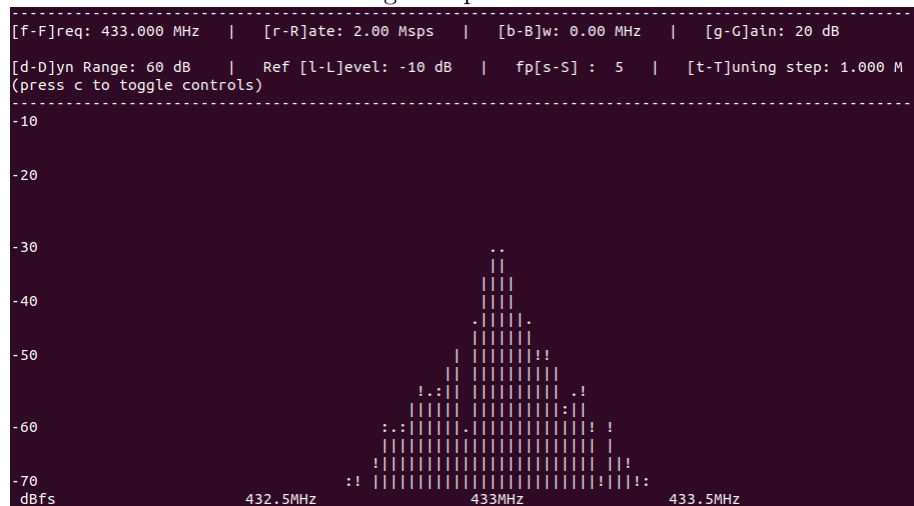 [f-F]req: 433.000 MHz | [r-R]ate: 2.00 Msps | [b-B]w: 0.00 MHz | [g-G]ain: 20 dB
[d-D]yn Range: 60 dB | Ref [l-L]evel: -10 dB | fp[s-S] : 5 | [t-T]uning step: 1.000 M
(press c to toggle controls)
-10
-20
-30
-40
-50
-60
-70
dBfs 432.5MHz 433MHz 433.5MHz